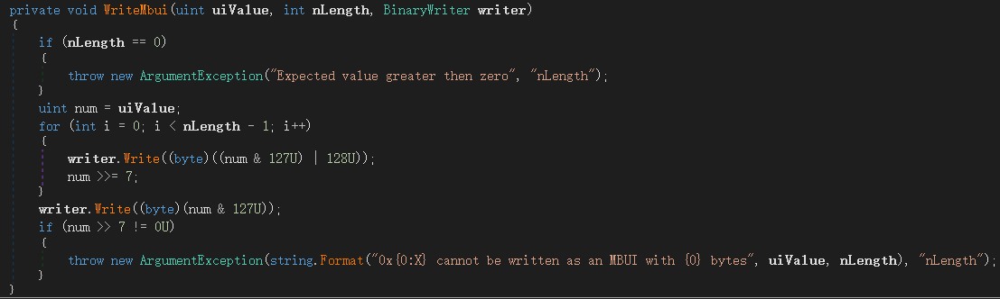 private void WriteMbui(uint uiValue, int nLength, BinaryWriter writer)
{
if (nLength == 0)
{
throw new ArgumentException("Expected value greater then zero", "nLength");
}
uint num = uiValue;
for (int i = 0; i < nLength - 1; i++)
{
writer.Write((byte)((num & 127U) | 128U));
num >>= 7;
}
writer.Write((byte)(num & 127U));
if (num >> 7 != 0U)
{
throw new ArgumentException(string.Format("0x{0:X} cannot be written as an MBUI with {0} bytes", uiValue, nLength), "nLength");
}
}